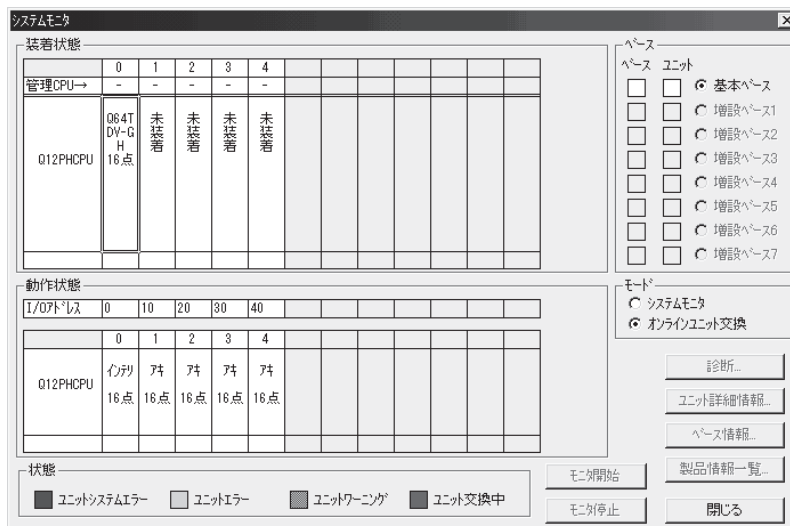 システムモニタ
装着状態
0 1 2 3 4
管理CPU→ - - - - -
Q12PHCPU
Q64T
DV-G
H
16点
未装着 未装着 未装着 未装着
ベース
ベース ユニット
基本ベース
増設ベース1
増設ベース2
増設ベース3
増設ベース4
増設ベース5
増設ベース6
増設ベース7
動作状態
I/Oアドレス 0 10 20 30 40
0 1 2 3 4
Q12PHCPU
インテリ アキ アキ アキ アキ
16点 16点 16点 16点 16点
モード
システムモニタ
オンラインユニット交換
診断...
ユニット詳細情報...
ベース情報...
製品情報一覧...
状態
ユニットシステムエラー ユニットエラー ユニットワーニング ユニット交換中
モニタ開始
モニタ停止
閉じる